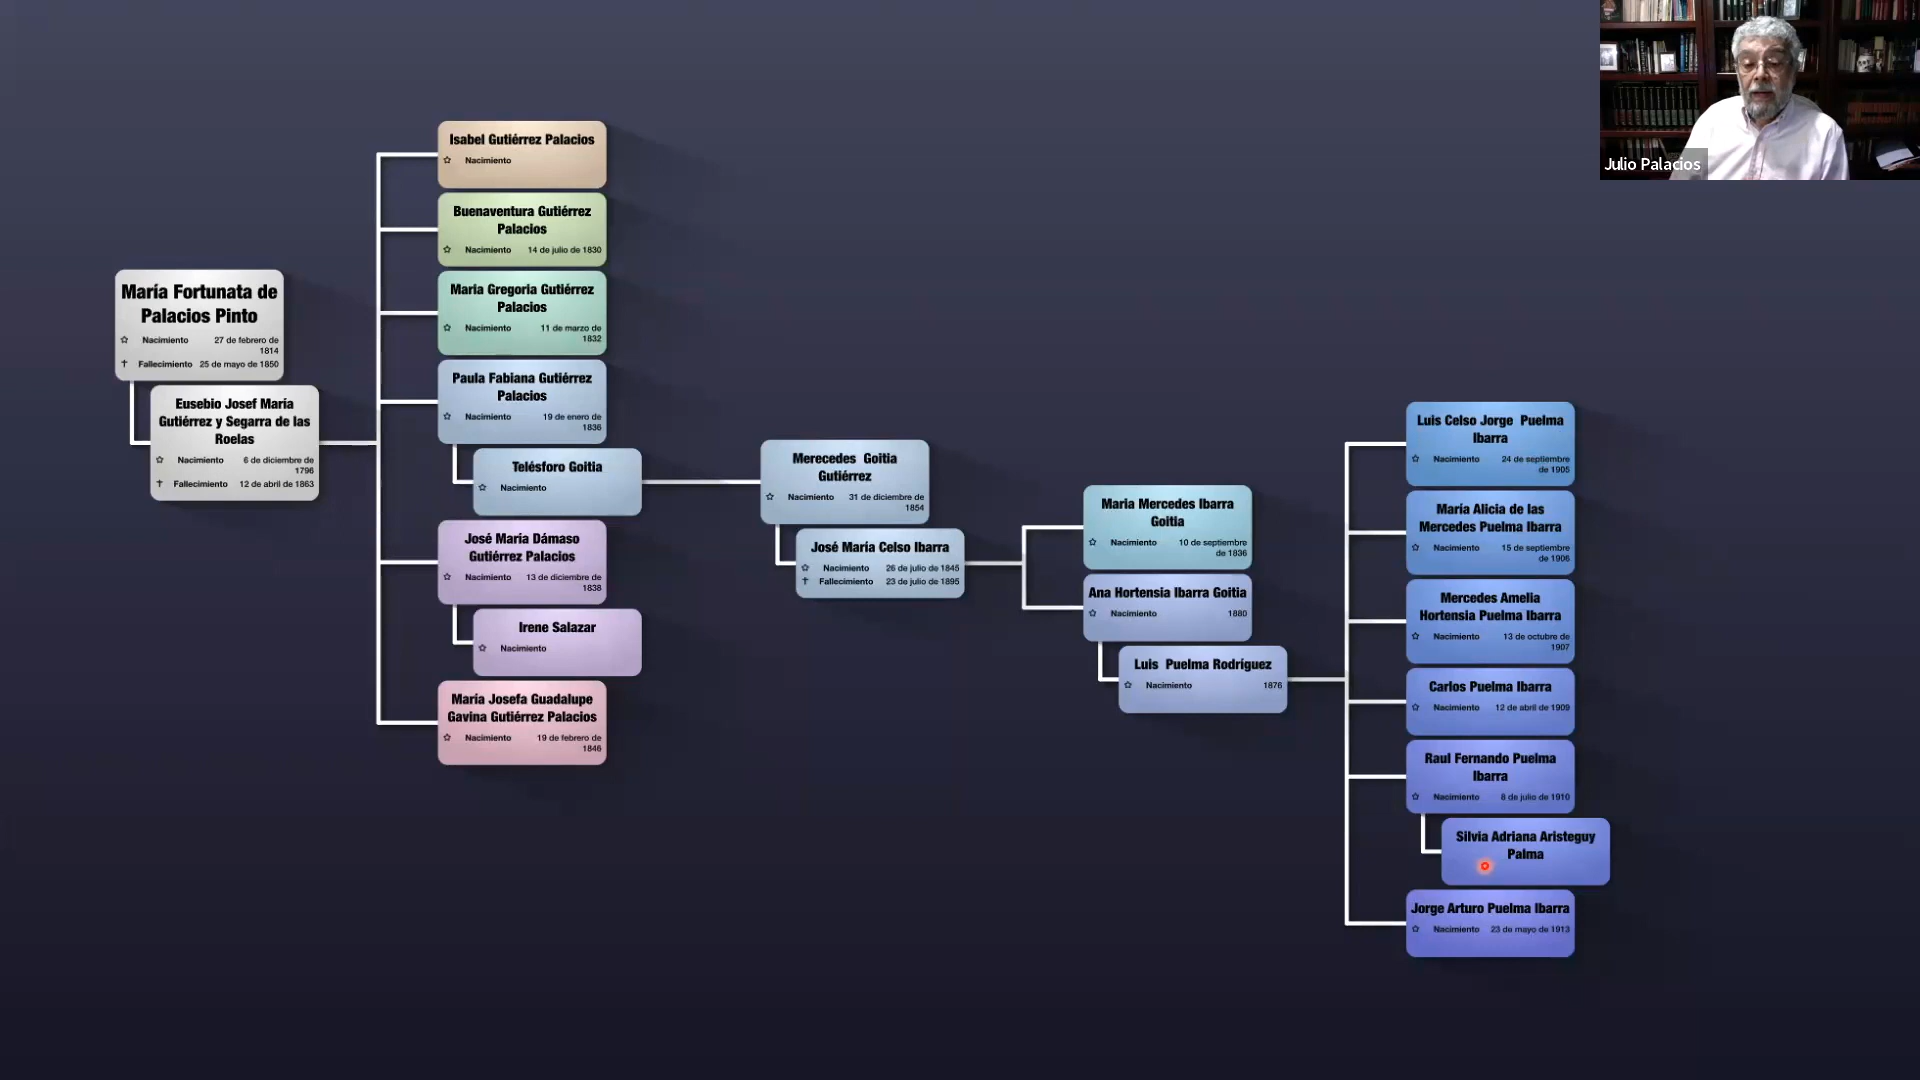 Julio Palacios
María Fortunata de
Palacios Pinto
☆ Nacimiento 27 de febrero de
1814
† Fallecimiento 25 de mayo de 1850
Eusebio Josef María
Gutiérrez y Segarra de las
Roelas
☆ Nacimiento 6 de diciembre de
1796
† Fallecimiento 12 de abril de 1863
Isabel Gutiérrez Palacios
☆ Nacimiento
Buenaventura Gutiérrez
Palacios
☆ Nacimiento 14 de julio de 1830
María Gregoria Gutiérrez
Palacios
☆ Nacimiento 11 de marzo de
1832
Paula Fabiana Gutiérrez
Palacios
☆ Nacimiento 19 de enero de
1836
Telésforo Goitia
☆ Nacimiento
José María Dámaso
Gutiérrez Palacios
☆ Nacimiento 13 de diciembre de
1838
Irene Salazar
☆ Nacimiento
María Josefa Guadalupe
Gavina Gutiérrez Palacios
☆ Nacimiento 19 de febrero de
1846
Merecedes Goitia
Gutiérrez
☆ Nacimiento 31 de diciembre de
1854
José María Celso Ibarra
☆ Nacimiento 26 de julio de 1845
† Fallecimiento 23 de julio de 1895
Maria Mercedes Ibarra
Goitia
☆ Nacimiento 10 de septiembre
de 1836
Ana Hortensia Ibarra Goitia
☆ Nacimiento 1880
Luis Puelma Rodríguez
☆ Nacimiento 1876
Luis Celso Jorge Puelma
Ibarra
☆ Nacimiento 24 de septiembre
de 1905
María Alicia de las
Mercedes Puelma Ibarra
☆ Nacimiento 15 de septiembre
de 1906
Mercedes Amelia
Hortensia Puelma Ibarra
☆ Nacimiento 13 de octubre de
1907
Carlos Puelma Ibarra
☆ Nacimiento 12 de abril de 1909
Raul Fernando Puelma
Ibarra
☆ Nacimiento 8 de julio de 1910
Silvia Adriana Aristeguy
Palma
Jorge Arturo Puelma Ibarra
☆ Nacimiento 23 de mayo de 1913